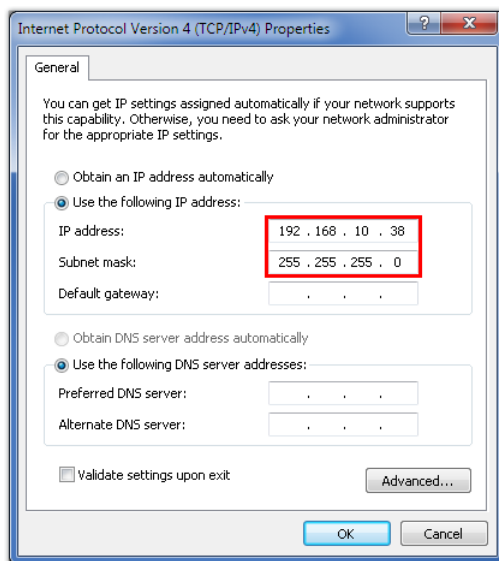 Internet Protocol Version 4 (TCP/IPv4) Properties
General
You can get IP settings assigned automatically if your network supports
this capability. Otherwise, you need to ask your network administrator
for the appropriate IP settings.
Obtain an IP address automatically
Use the following IP address:
IP address: 192 . 168 . 10 . 38
Subnet mask: 255 . 255 . 255 . 0
Default gateway: . . .
Obtain DNS server address automatically
Use the following DNS server addresses:
Preferred DNS server: . . .
Alternate DNS server: . . .
Validate settings upon exit
Advanced...
OK Cancel